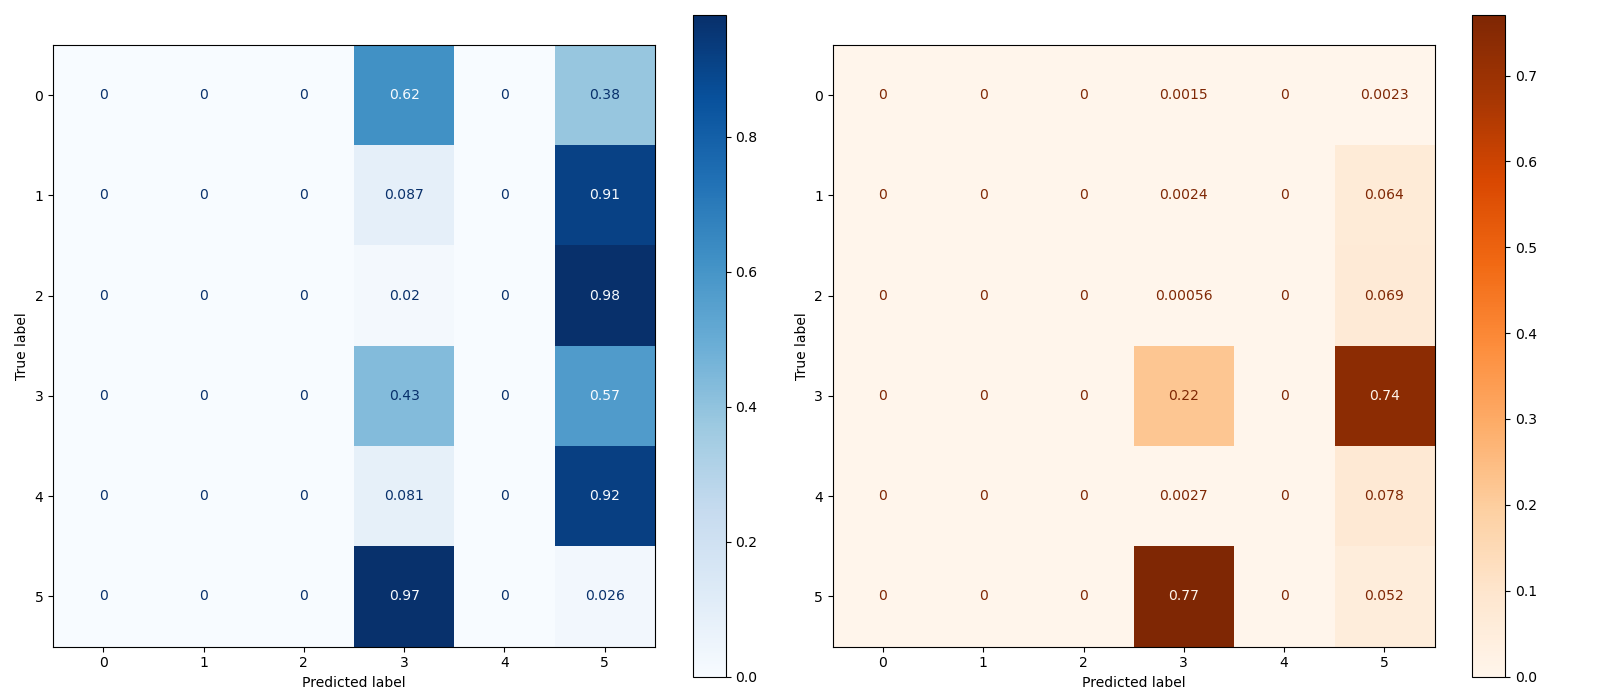 0 0 0 0 0.62 0 0.38
1 0 0 0 0.087 0 0.91
2 0 0 0 0.02 0 0.98
3 0 0 0 0.43 0 0.57
4 0 0 0 0.081 0 0.92
5 0 0 0 0.97 0 0.026
0 1 2 3 4 5
True label
Predicted label
0.8
0.6
0.4
0.2
0.0
0 0 0 0 0.0015 0 0.0023
1 0 0 0 0.0024 0 0.064
2 0 0 0 0.00056 0 0.069
3 0 0 0 0.22 0 0.74
4 0 0 0 0.0027 0 0.078
5 0 0 0 0.77 0 0.052
0 1 2 3 4 5
True label
Predicted label
0.7
0.6
0.5
0.4
0.3
0.2
0.1
0.0